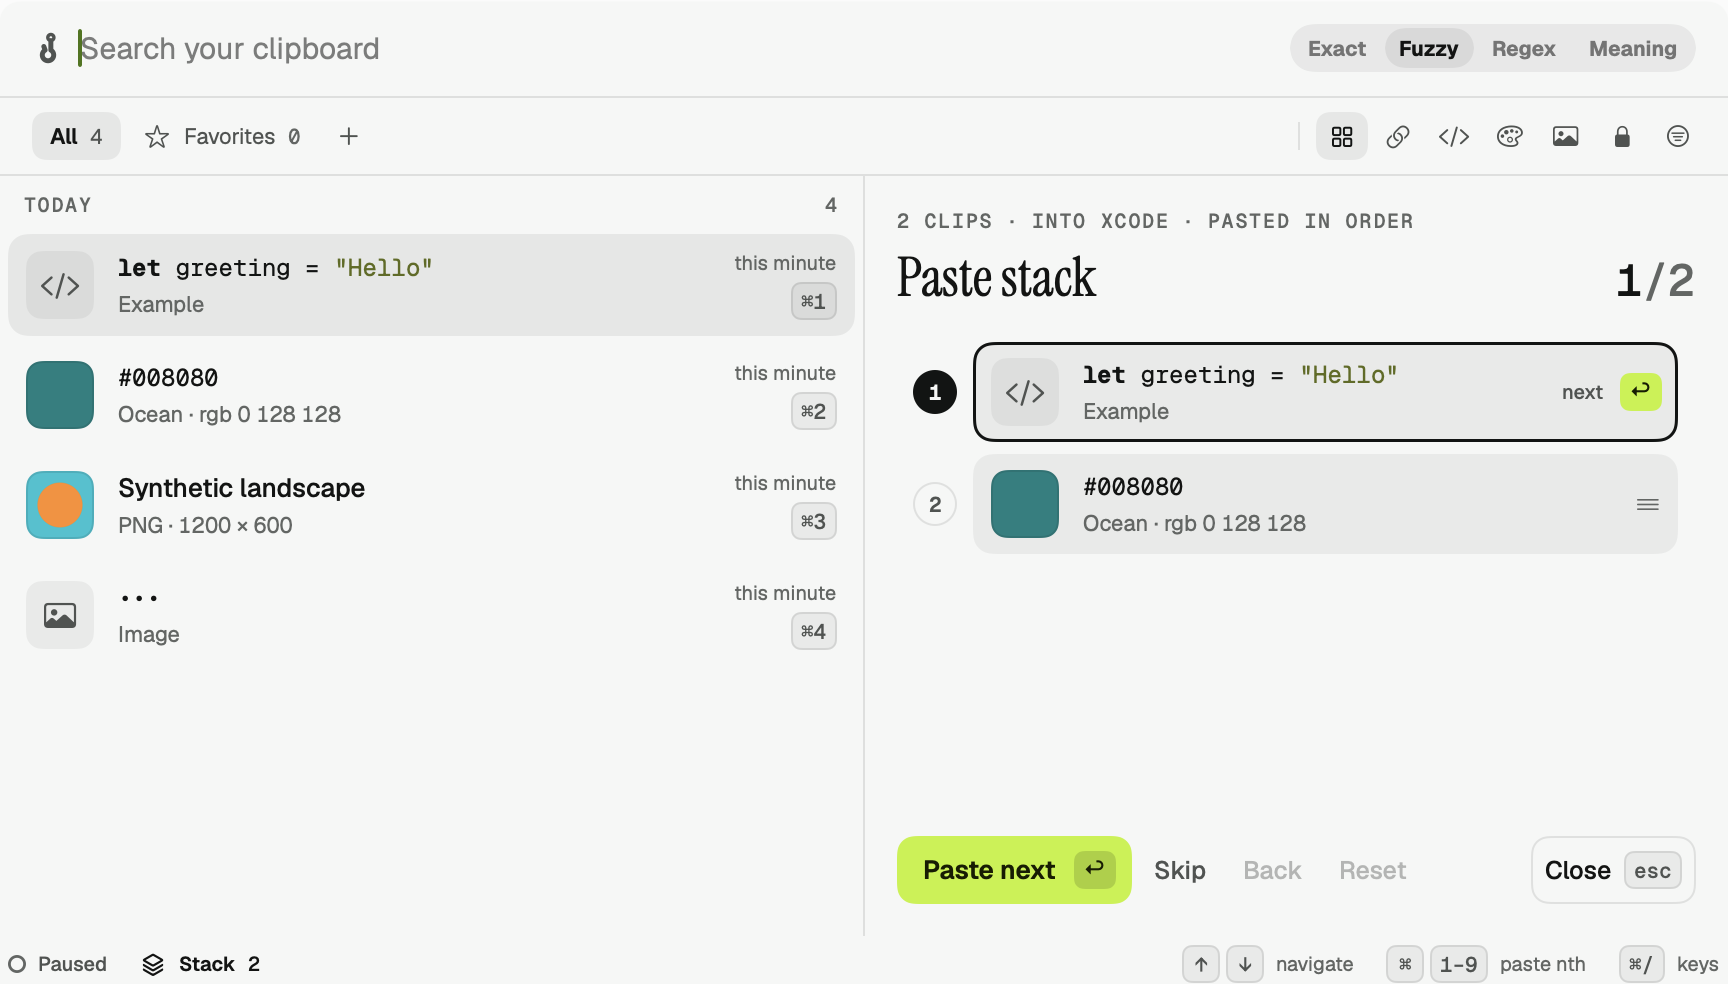 Search your clipboard
Exact Fuzzy Regex Meaning
All 4 Favorites 0 +
TODAY 4
let greeting = "Hello" this minute
Example ⌘1
#008080 this minute
Ocean · rgb 0 128 128 ⌘2
Synthetic landscape this minute
PNG · 1200 × 600 ⌘3
... this minute
Image ⌘4
2 CLIPS · INTO XCODE · PASTED IN ORDER
Paste stack 1/2
1 let greeting = "Hello" next ↩
Example
2 #008080
Ocean · rgb 0 128 128
Paste next ↩ Skip Back Reset Close esc
Paused Stack 2 ↑ ↓ navigate ⌘ 1-9 paste nth ⌘/ keys